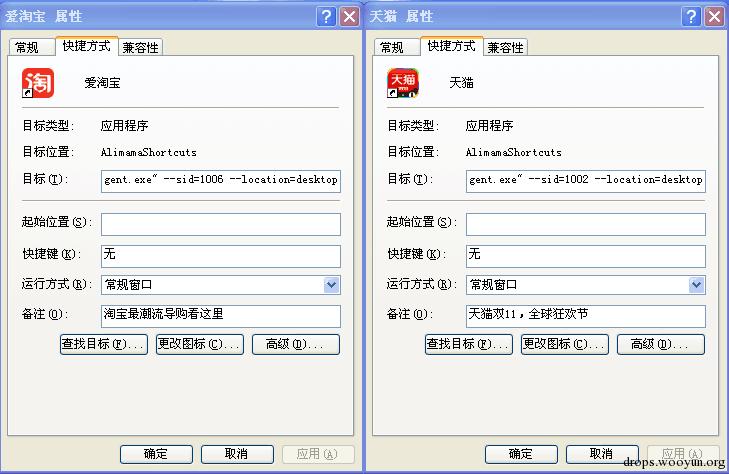 爱淘宝 属性
常规 快捷方式 兼容性
淘 爱淘宝
目标类型: 应用程序
目标位置: AlimamaShortcuts
目标(T): gent.exe" --sid=1006 --location=desktop
起始位置(S):
快捷键(K): 无
运行方式(R): 常规窗口
备注(O): 淘宝最潮流导购看这里
查找目标(F)... 更改图标(C)... 高级(D)...
确定 取消 应用(A)
天猫 属性
常规 快捷方式 兼容性
天猫 天猫
目标类型: 应用程序
目标位置: AlimamaShortcuts
目标(T): gent.exe" --sid=1002 --location=desktop
起始位置(S):
快捷键(K): 无
运行方式(R): 常规窗口
备注(O): 天猫双11，全球狂欢节
查找目标(F)... 更改图标(C)... 高级(D)...
确定 取消 应用(A)
drops.wooyun.org